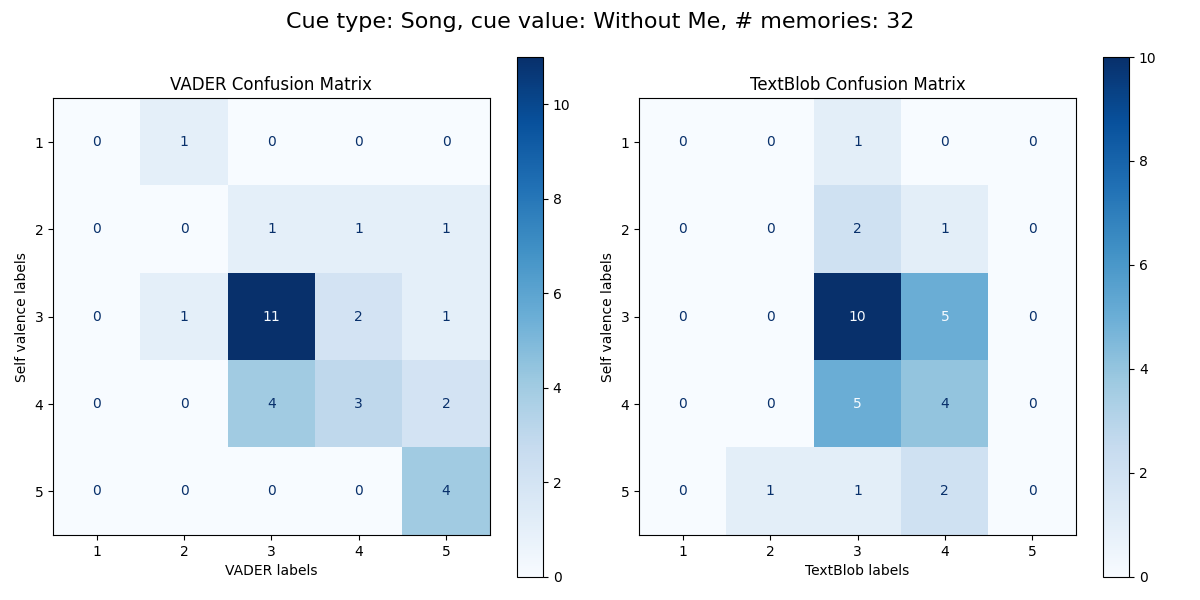 Cue type: Song, cue value: Without Me, # memories: 32
VADER Confusion Matrix
Self valence labels
1 0 1 0 0 0
2 0 0 1 1 1
3 0 1 11 2 1
4 0 0 4 3 2
5 0 0 0 0 4
1 2 3 4 5
VADER labels
10
8
6
4
2
0
TextBlob Confusion Matrix
Self valence labels
1 0 0 1 0 0
2 0 0 2 1 0
3 0 0 10 5 0
4 0 0 5 4 0
5 0 1 1 2 0
1 2 3 4 5
TextBlob labels
10
8
6
4
2
0